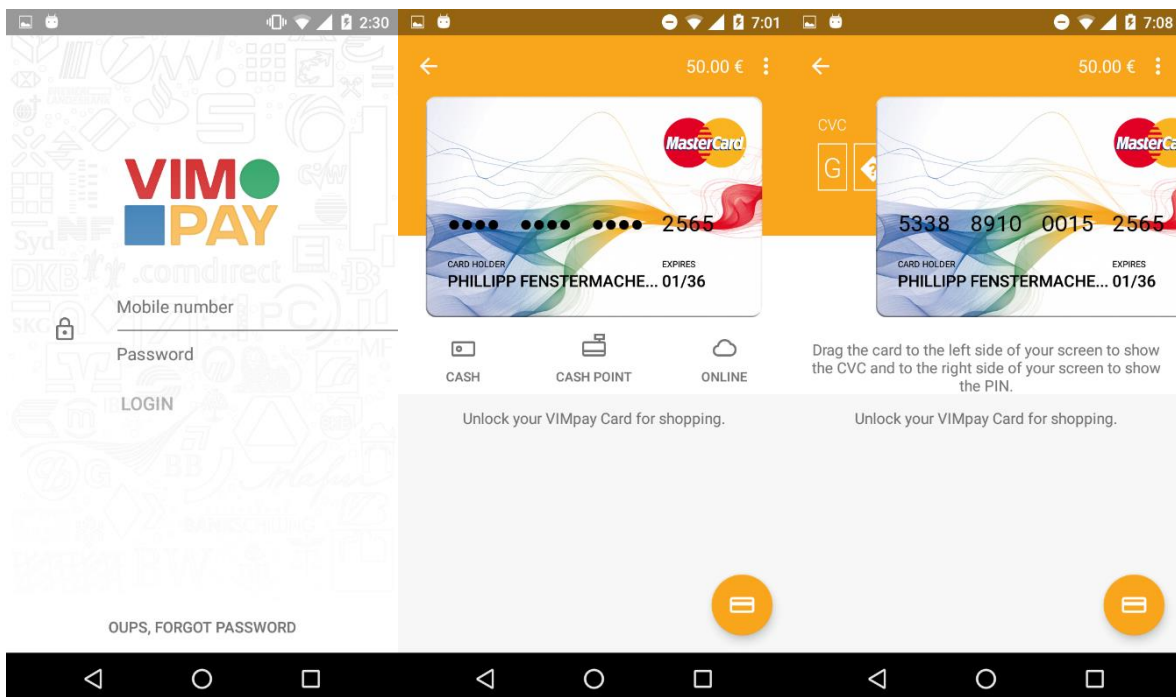 2:30
VIMO
PAY
.comdirect
Mobile number
Password
LOGIN
OUPS, FORGOT PASSWORD
7:01
50.00 €
MasterCard
•••• •••• •••• 2565
CARD HOLDER
EXPIRES
PHILLIPP FENSTERMACHE... 01/36
CASH
CASH POINT
ONLINE
Unlock your VIMpay Card for shopping.
7:08
50.00 €
CVC
G ?
MasterCa
5338 8910 0015 2565
CARD HOLDER
EXPIRES
PHILLIPP FENSTERMACHE... 01/36
Drag the card to the left side of your screen to show
the CVC and to the right side of your screen to show
the PIN.
Unlock your VIMpay Card for shopping.